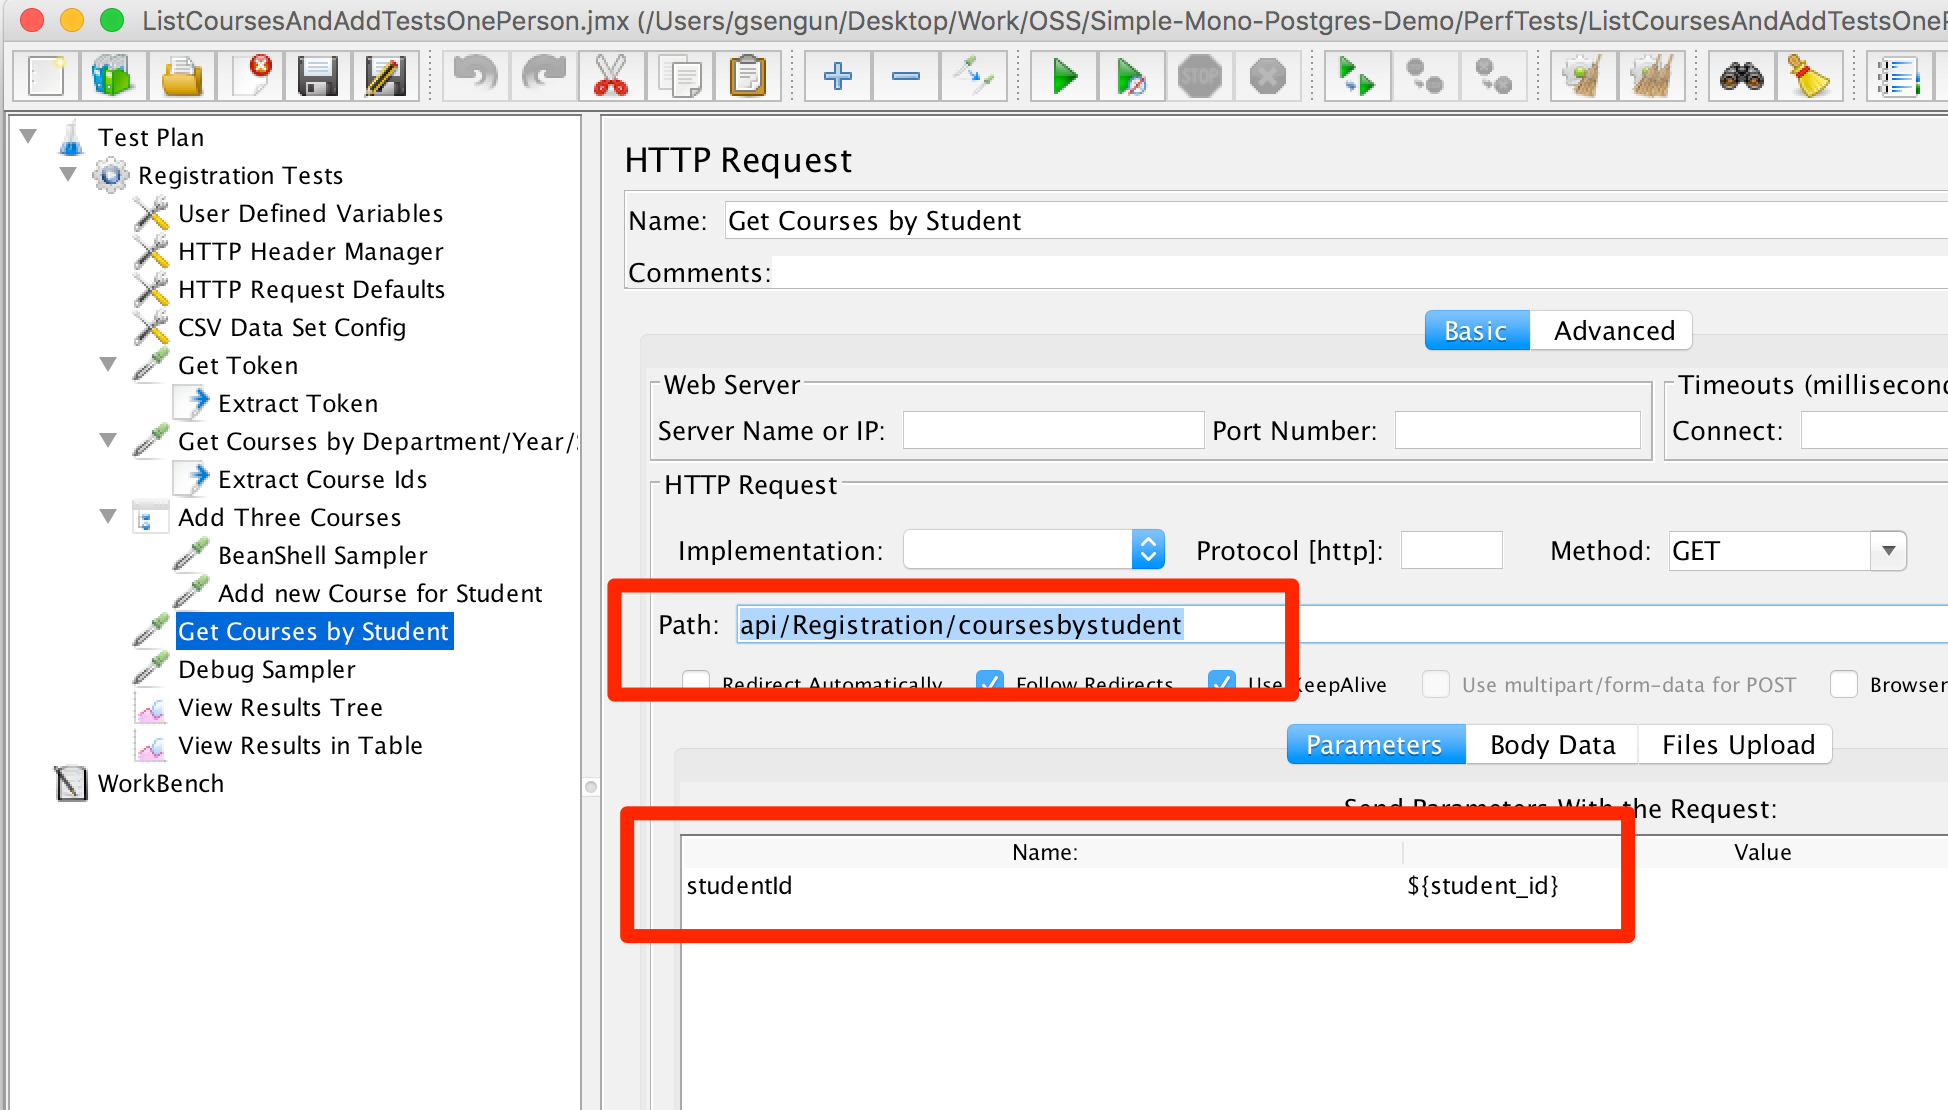 ListCoursesAndAddTestsOnePerson.jmx (/Users/gsengun/Desktop/Work/OSS/Simple-Mono-Postgres-Demo/PerfTests/ListCoursesAndAddTestsOneP
STOP
Test Plan
Registration Tests
User Defined Variables
HTTP Header Manager
HTTP Request Defaults
CSV Data Set Config
Get Token
Extract Token
Get Courses by Department/Year/
Extract Course Ids
Add Three Courses
BeanShell Sampler
Add new Course for Student
Get Courses by Student
Debug Sampler
View Results Tree
View Results in Table
WorkBench
HTTP Request
Name: Get Courses by Student
Comments:
Basic Advanced
Web Server
Server Name or IP: Port Number:
Timeouts (millisecond
Connect:
HTTP Request
Implementation: Protocol [http]: Method: GET
Path: api/Registration/coursesbystudent
Redirect Automatically Follow Redirects Use KeepAlive Use multipart/form-data for POST Browser
Parameters Body Data Files Upload
Send Parameters With the Request:
Name: Value
studentId ${student_id}